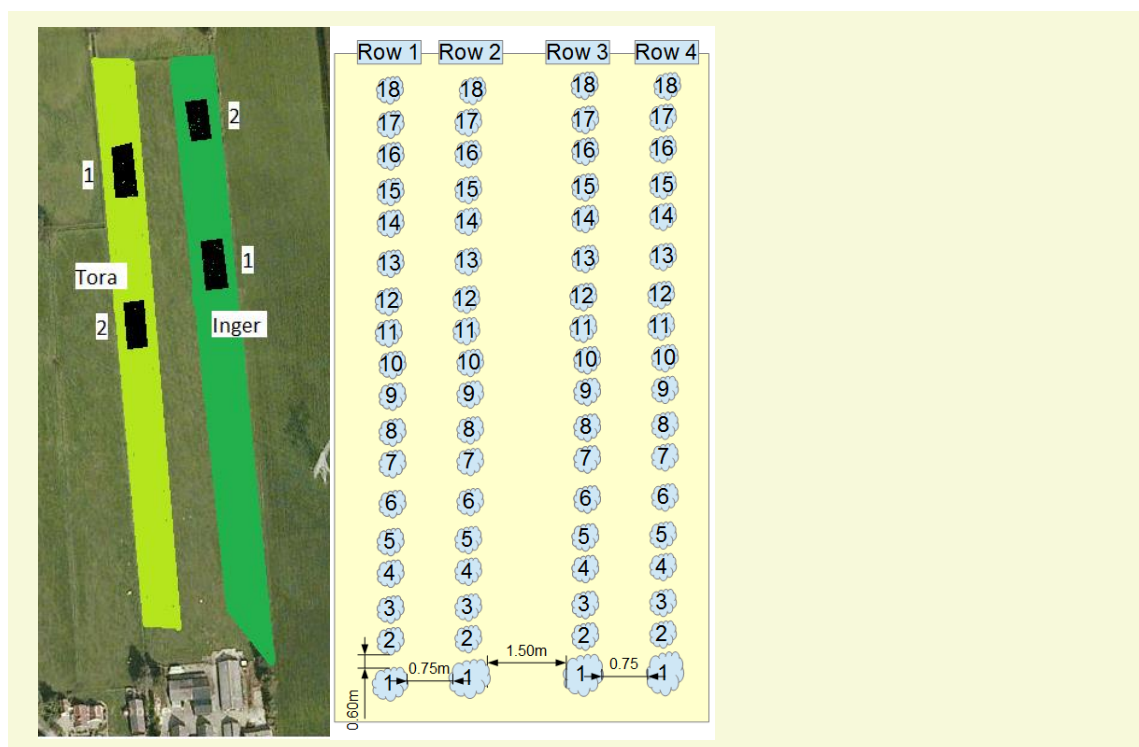 2
1
Tora
1
2
Inger
Row 1 Row 2 Row 3 Row 4
18 18 18 18
17 17 17 17
16 16 16 16
15 15 15 15
14 14 14 14
13 13 13 13
12 12 12 12
11 11 11 11
10 10 10 10
9 9 9 9
8 8 8 8
7 7 7 7
6 6 6 6
5 5 5 5
4 4 4 4
3 3 3 3
2 2 2 2
1.50m
0.75m 0.75
1 1 1 1
0.60m